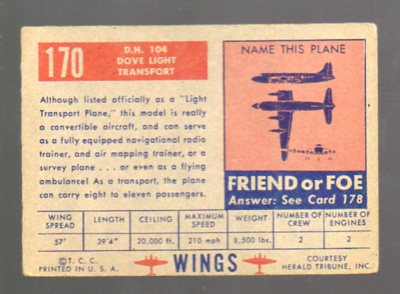 170
D.H. 104
DOVE LIGHT
TRANSPORT
Although listed officially as a "Light
Transport Plane," this model is really
a convertible aircraft, and can serve
as a fully-equipped navigational radio
trainer, and air mapping trainer, or a
survey plane . . . or even as a flying
ambulance! As a transport, the plane
can carry eight to eleven passengers.
NAME THIS PLANE
FRIEND or FOE
Answer: See Card 178
WING SPREAD LENGTH CEILING MAXIMUM SPEED WEIGHT NUMBER OF CREW NUMBER OF ENGINES
57' 39'4" 20,000 ft. 210 mph 8,500 lbs. 2 2
©T.C.C.
PRINTED IN U.S.A.
WINGS
COURTESY
HERALD TRIBUNE, INC.